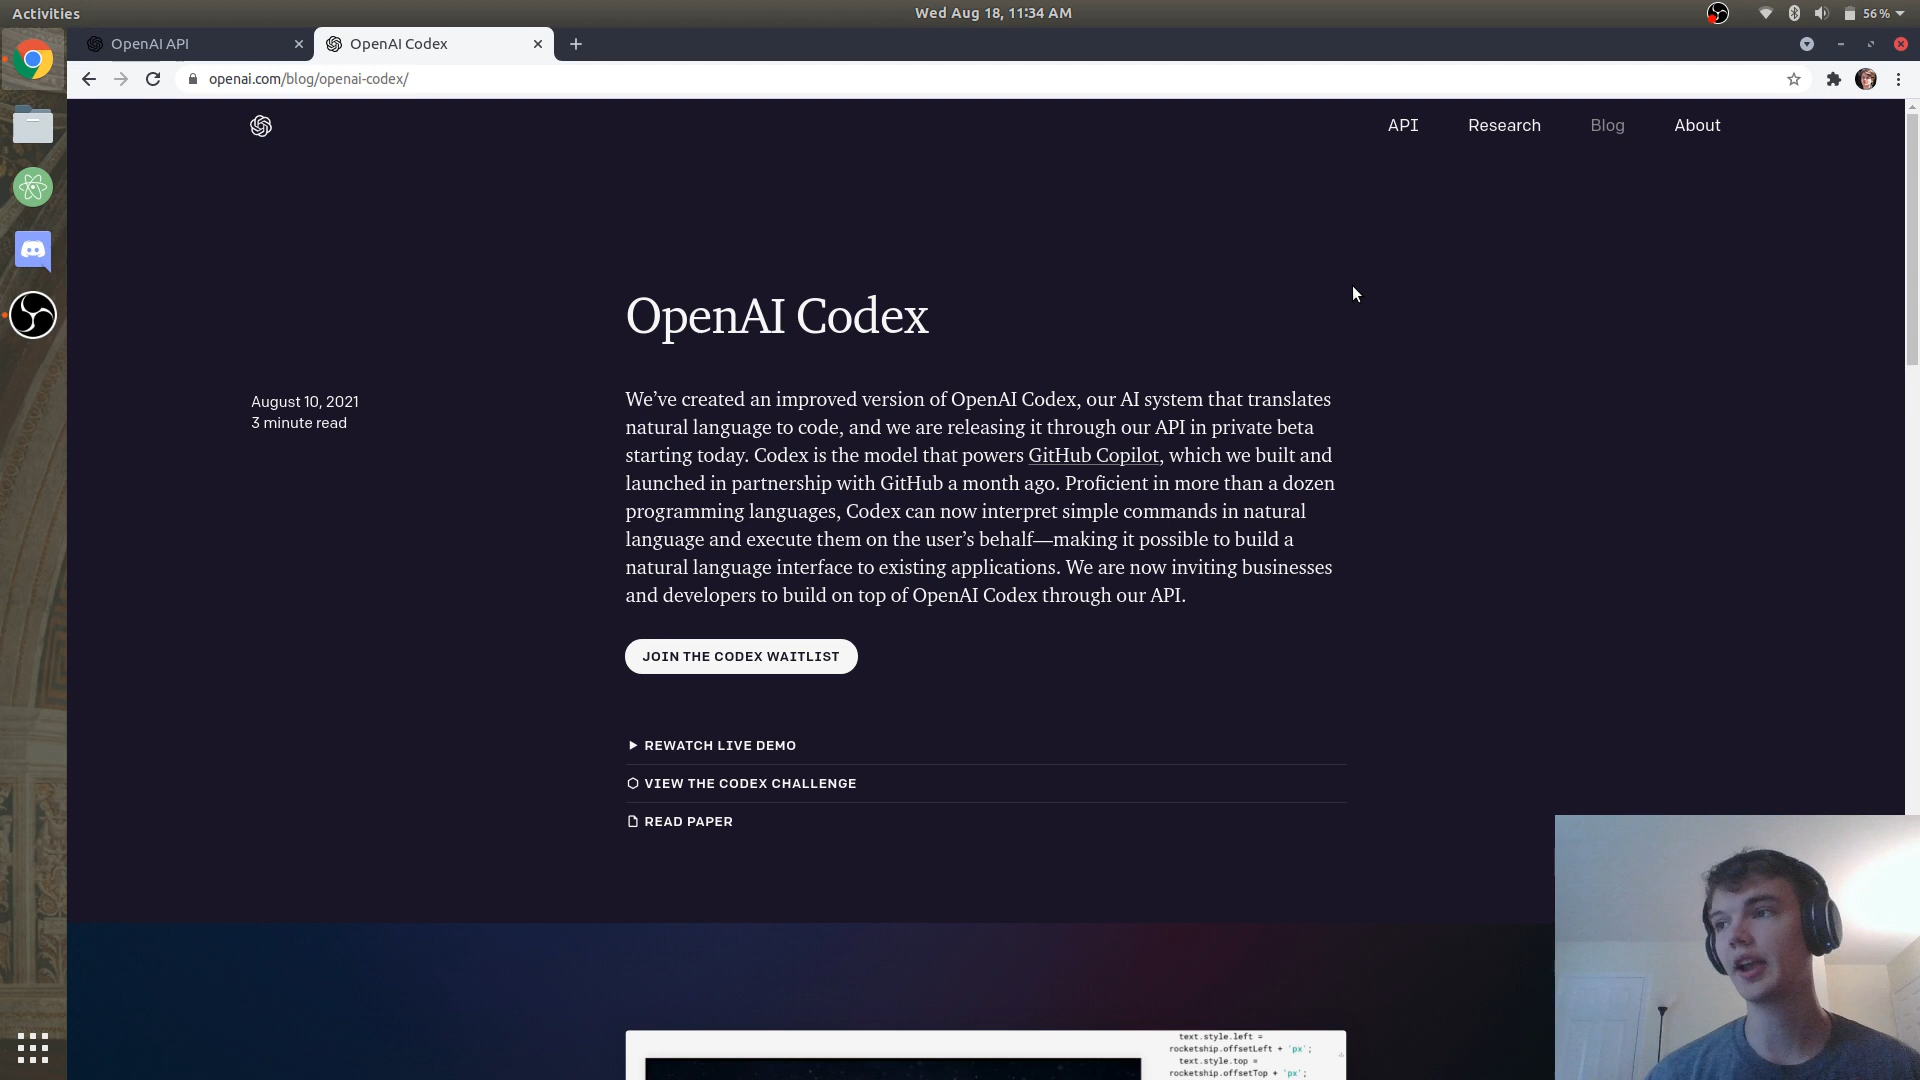 Activities
Wed Aug 18, 11:34 AM
56 %
OpenAI API
OpenAI Codex
openai.com/blog/openai-codex/
API
Research
Blog
About
OpenAI Codex
August 10, 2021
3 minute read
We’ve created an improved version of OpenAI Codex, our AI system that translates
natural language to code, and we are releasing it through our API in private beta
starting today. Codex is the model that powers GitHub Copilot, which we built and
launched in partnership with GitHub a month ago. Proficient in more than a dozen
programming languages, Codex can now interpret simple commands in natural
language and execute them on the user’s behalf—making it possible to build a
natural language interface to existing applications. We are now inviting businesses
and developers to build on top of OpenAI Codex through our API.
JOIN THE CODEX WAITLIST
REWATCH LIVE DEMO
VIEW THE CODEX CHALLENGE
READ PAPER
text.style.left =
rocketship.offsetLeft + 'px';
text.style.top =
rocketship.offsetTop + 'px';